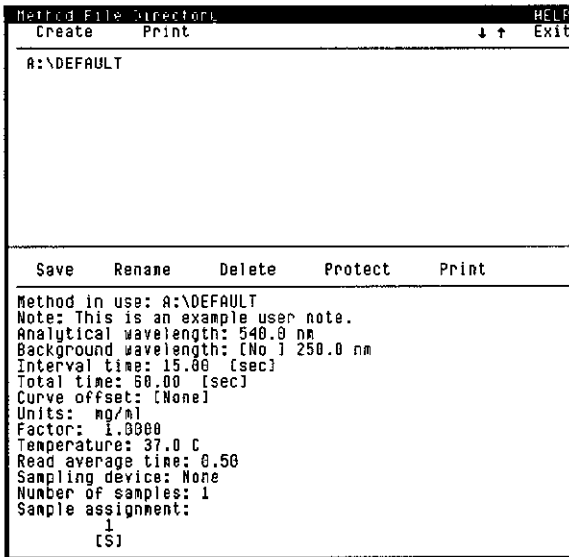 Method File Directory HELP
Create Print ↓ ↑ Exit
A:\DEFAULT
Save Rename Delete Protect Print
Method in use: A:\DEFAULT
Note: This is an example user note.
Analytical wavelength: 540.0 nm
Background wavelength: [No ] 250.0 nm
Interval time: 15.00 [sec]
Total time: 60.00 [sec]
Curve offset: [None]
Units: mg/ml
Factor: 1.0000
Temperature: 37.0 C
Read average time: 0.50
Sampling device: None
Number of samples: 1
Sample assignment:
1
[S]